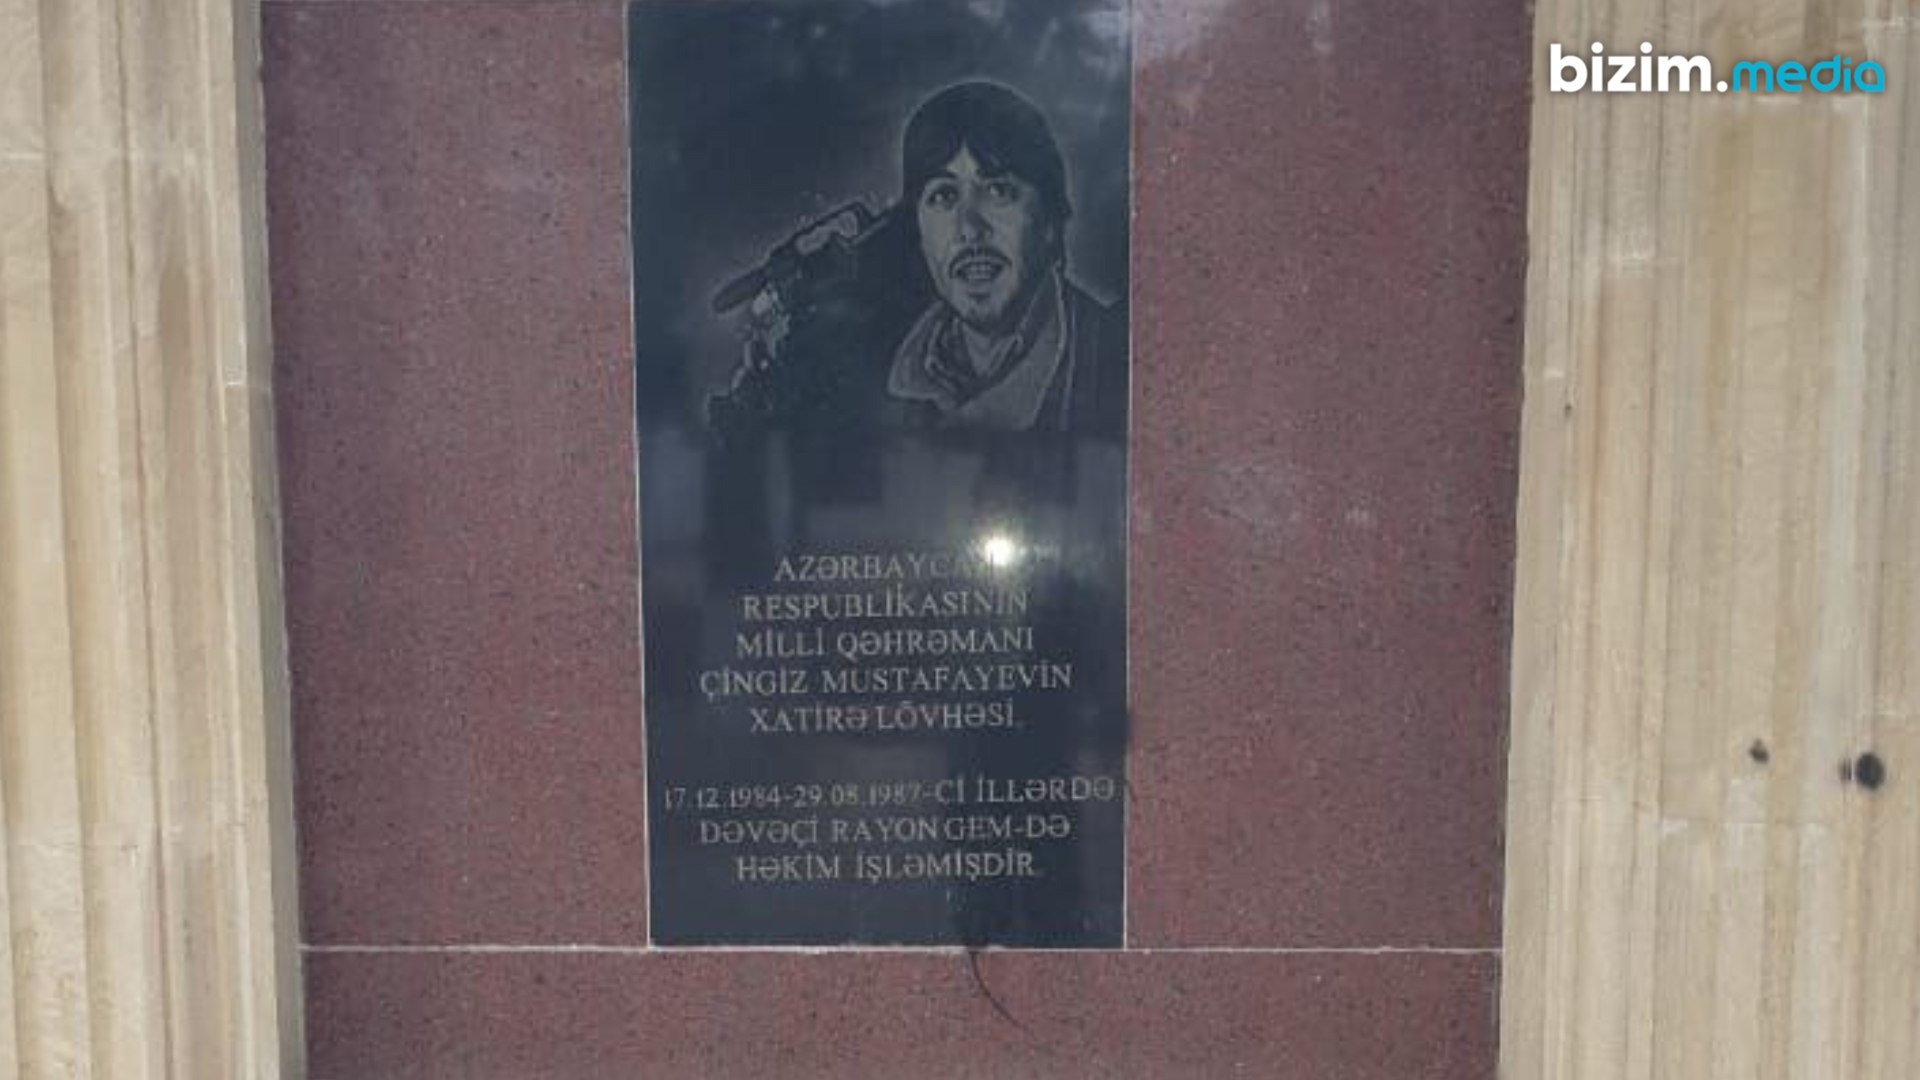 bizim.media
AZƏRBAYCAN
RESPUBLİKASININ
MİLLİ QƏHRƏMANI
ÇİNGİZ MUSTAFAYEVİN
XATİRƏ LÖVHƏSİ.
17.12.1984-29.08.1987-Cİ İLLƏRDƏ
DƏVƏÇİ RAYON GEM-DƏ
HƏKİM İŞLƏMİŞDİR.